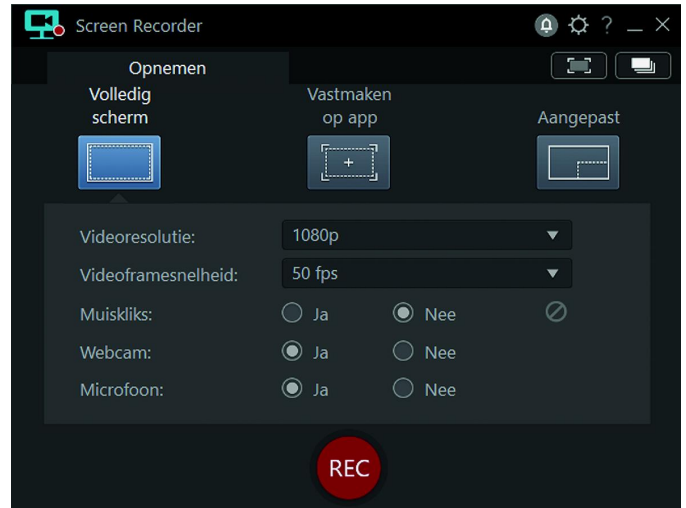 Screen Recorder
?
Opnemen
Volledig
scherm
Vastmaken
op app
Aangepast
Videoresolutie: 1080p
Videoframesnelheid: 50 fps
Muiskliks: Ja Nee
Webcam: Ja Nee
Microfoon: Ja Nee
REC